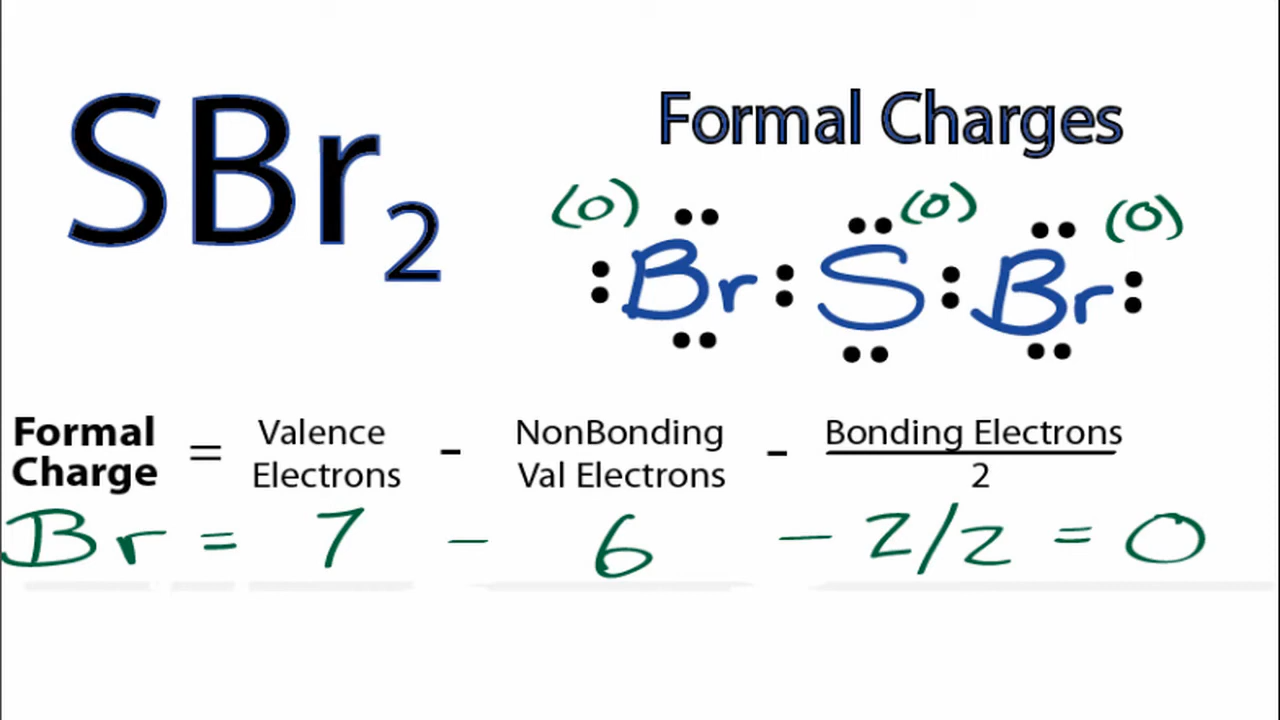 SBr₂
Formal Charges
(0) (0) (0)
Br S Br
Formal Charge = Valence Electrons - NonBonding Val Electrons - Bonding Electrons / 2
Br = 7 - 6 - 2/2 = 0